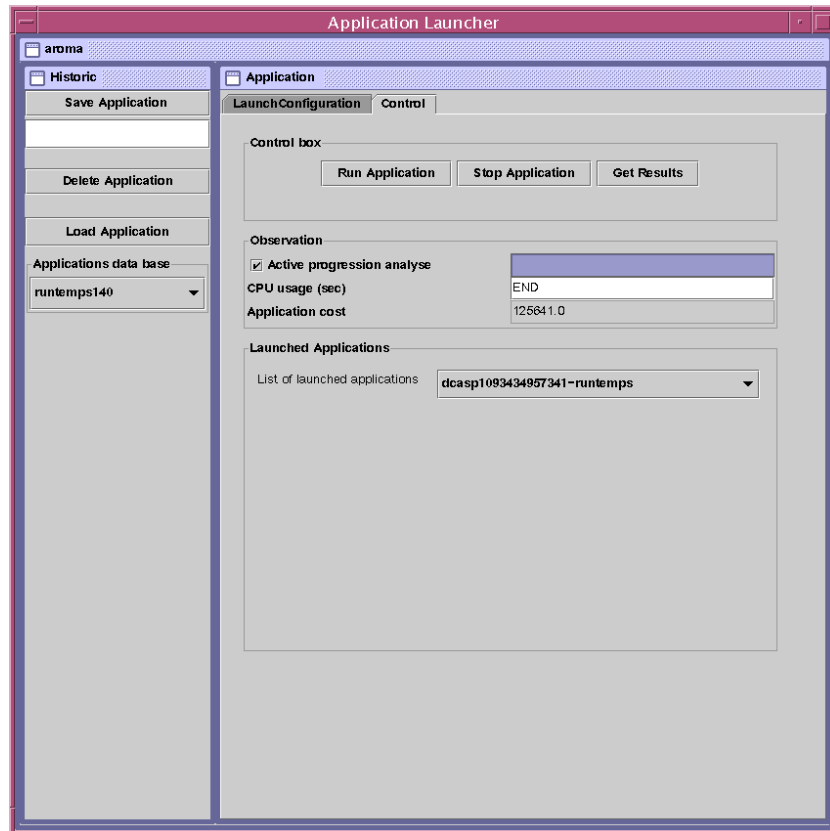 Application Launcher
aroma
Historic
Save Application
Delete Application
Load Application
Applications data base
runtemps140
Application
LaunchConfiguration Control
Control box
Run Application Stop Application Get Results
Observation
Active progression analyse
CPU usage (sec) END
Application cost 125641.0
Launched Applications
List of launched applications dcasp1093434957341-runtemps